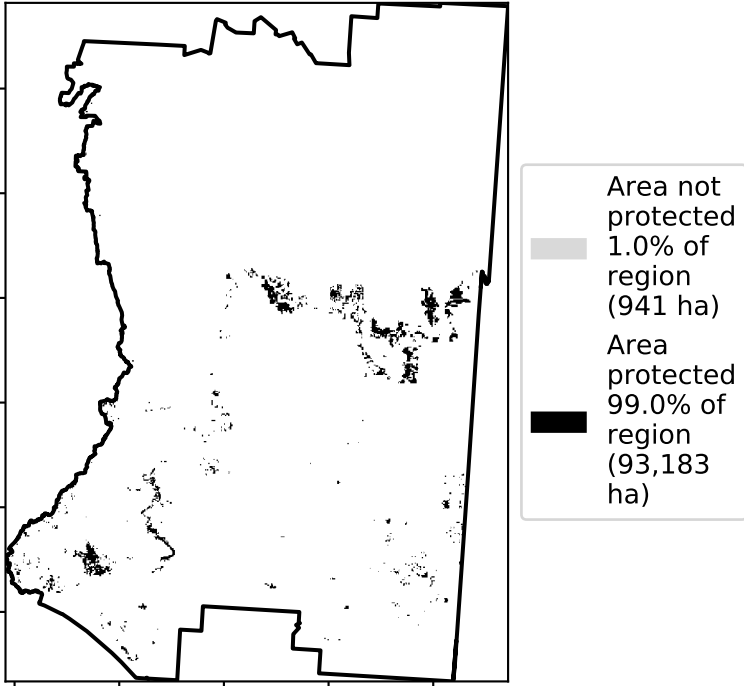 Area not
protected
1.0% of
region
(941 ha)
Area
protected
99.0% of
region
(93,183
ha)